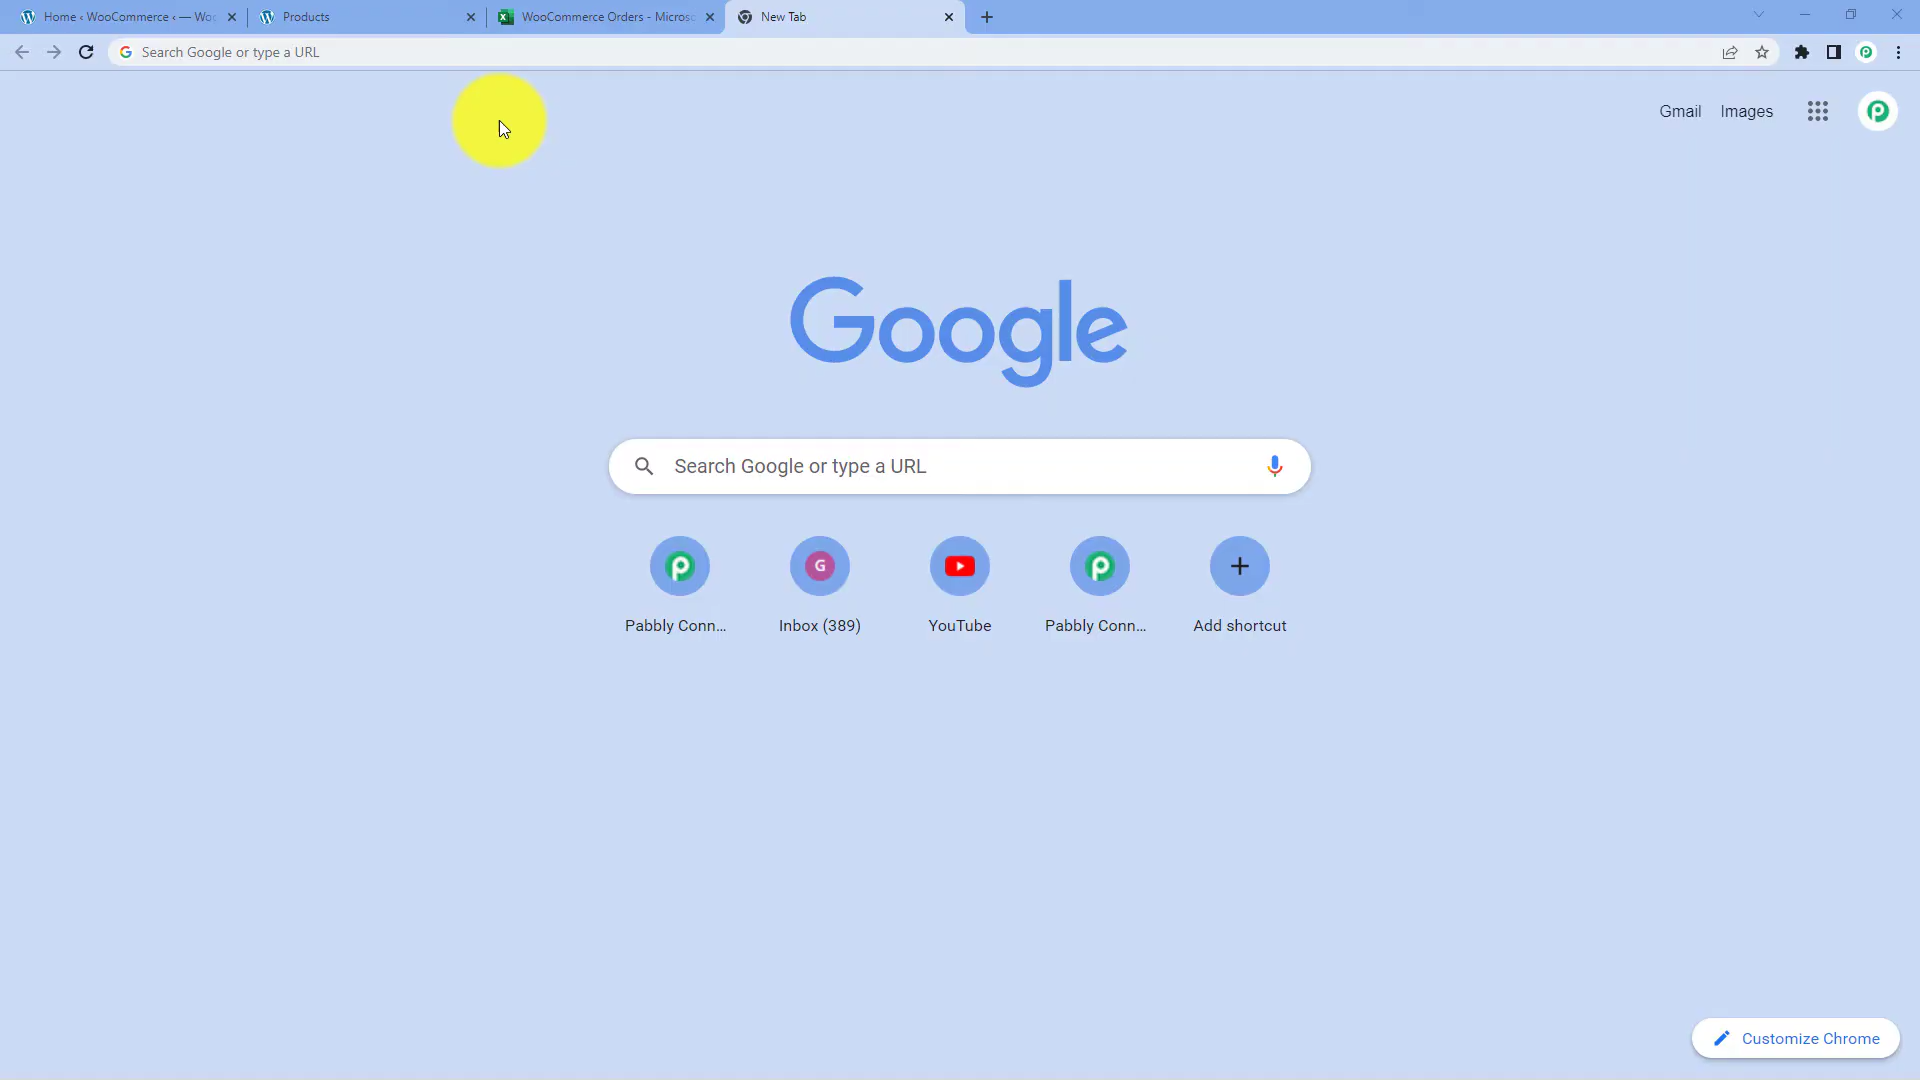 Home ‹ WooCommerce ‹ — Woo
Products
WooCommerce Orders - Micros
New Tab
Search Google or type a URL
Gmail
Images
Google
Search Google or type a URL
G
Pabbly Conn...
Inbox (389)
YouTube
Pabbly Conn...
Add shortcut
Customize Chrome